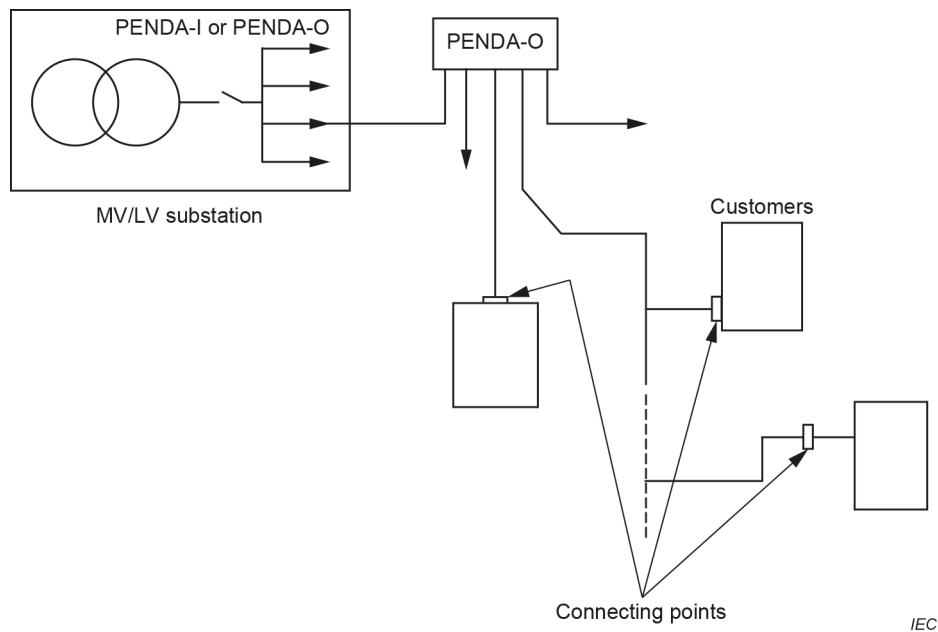 PENDA-I or PENDA-O
PENDA-O
MV/LV substation
Customers
Connecting points
IEC